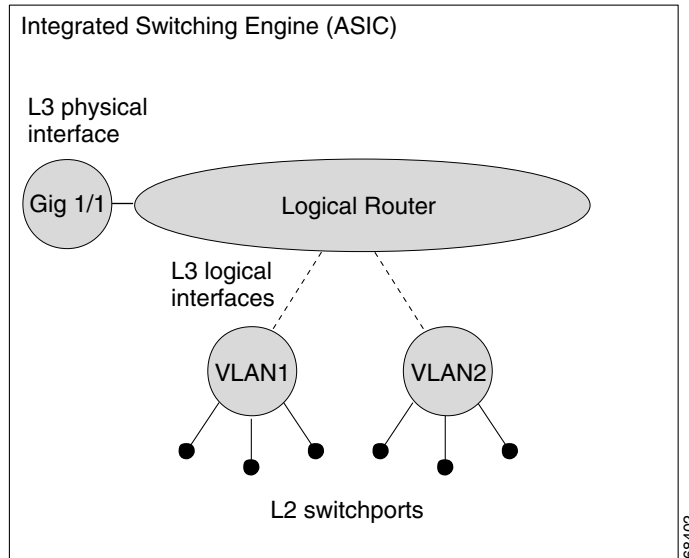 Integrated Switching Engine (ASIC)
L3 physical
interface
Gig 1/1
Logical Router
L3 logical
interfaces
VLAN1
VLAN2
L2 switchports
68402